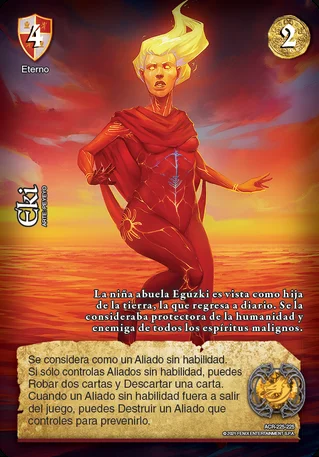 4
2
Eterno
Eki
ARTE: PEYEYO
La niña abuela Eguzki es vista como hija
de la tierra, la que regresa a diario. Se la
consideraba protectora de la humanidad y
enemiga de todos los espíritus malignos.
Se considera como un Aliado sin habilidad.
Si sólo controlas Aliados sin habilidad, puedes
Robar dos cartas y Descartar una carta.
Cuando un Aliado sin habilidad fuera a salir
del juego, puedes Destruir un Aliado que
controles para prevenirlo.
ACR-225-225
© 2021 FENIX ENTERTAINMENT S.P.A.